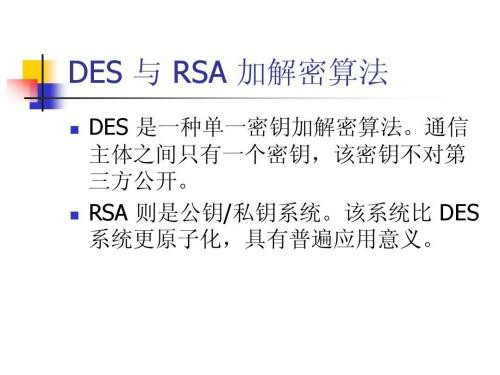 DES 与 RSA 加解密算法
DES 是一种单一密钥加解密算法。通信
主体之间只有一个密钥，该密钥不对第
三方公开。
RSA 则是公钥/私钥系统。该系统比 DES
系统更原子化，具有普遍应用意义。